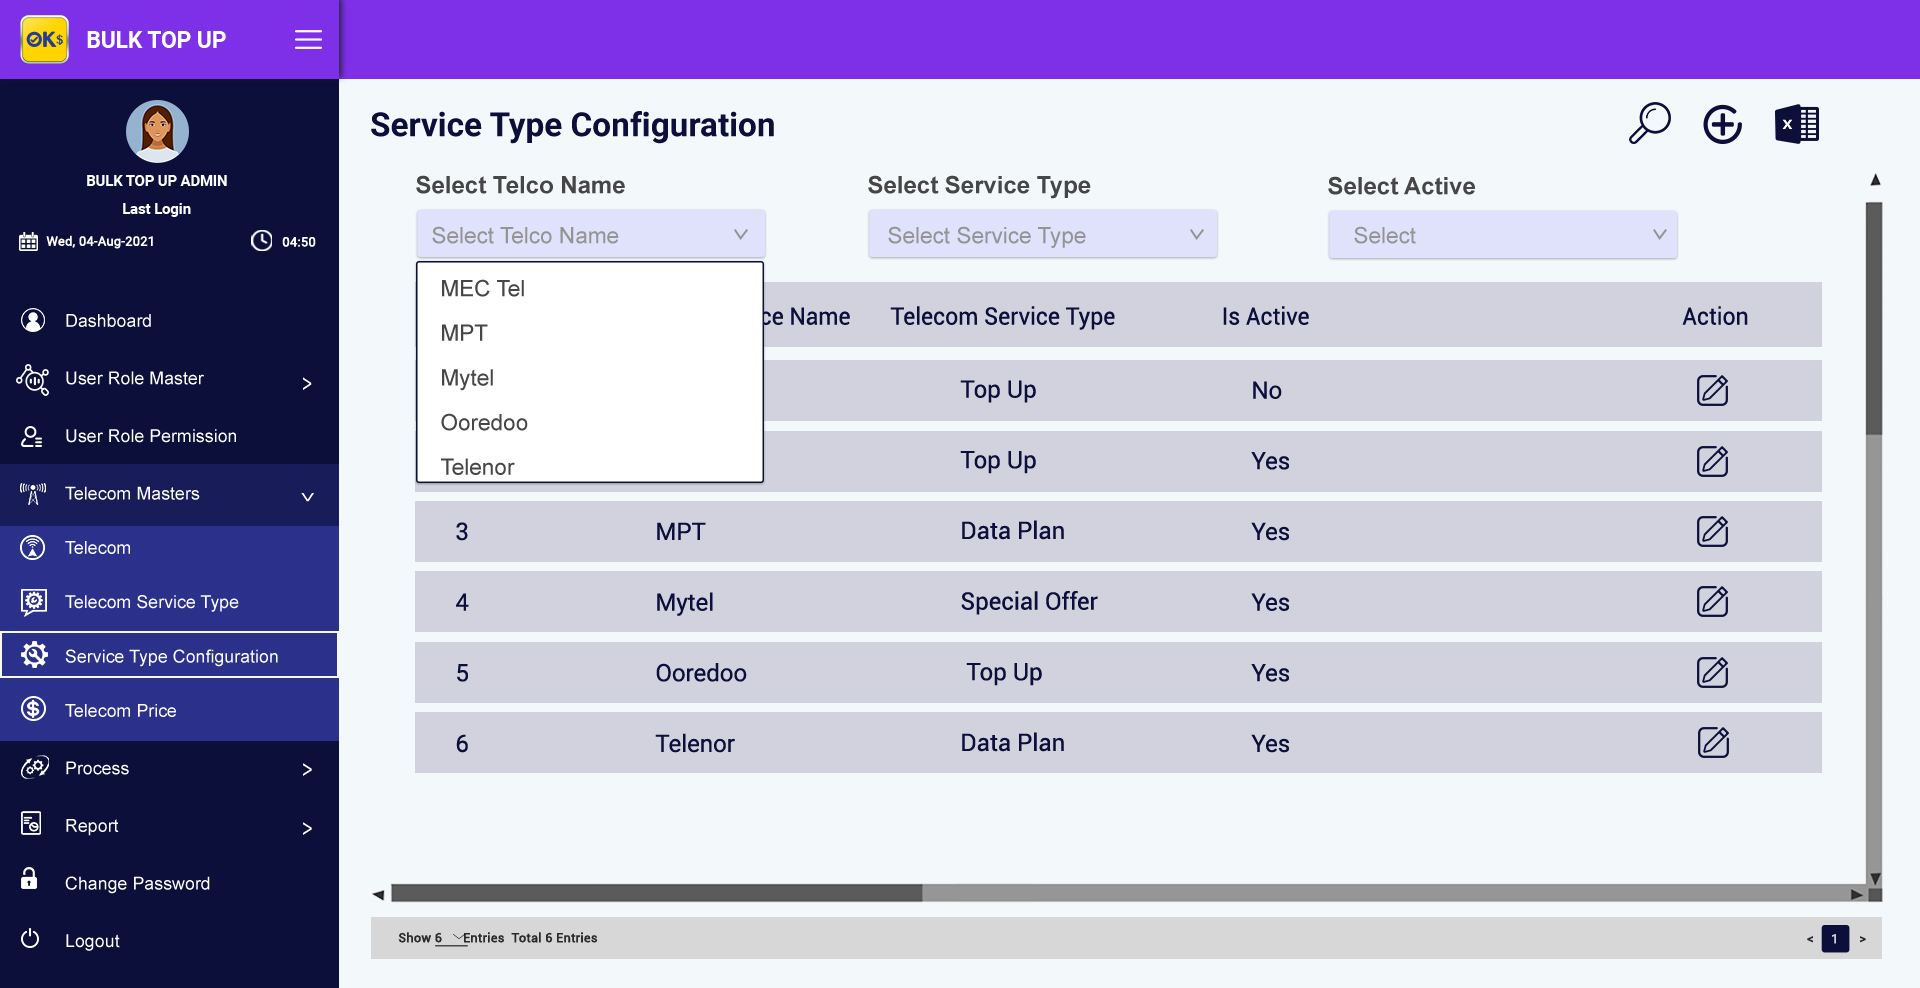 OK$ BULK TOP UP
BULK TOP UP ADMIN
Last Login
Wed, 04-Aug-2021 04:50
Dashboard
User Role Master >
User Role Permission
Telecom Masters
Telecom
Telecom Service Type
Service Type Configuration
Telecom Price
Process >
Report >
Change Password
Logout
Service Type Configuration
X
Select Telco Name Select Service Type Select Active
Select Telco Name Select Service Type Select
MEC Tel
MPT
Mytel
Ooredoo
Telenor
ce Name Telecom Service Type Is Active Action
Top Up No
Top Up Yes
3 MPT Data Plan Yes
4 Mytel Special Offer Yes
5 Ooredoo Top Up Yes
6 Telenor Data Plan Yes
Show 6 Entries Total 6 Entries < 1 >